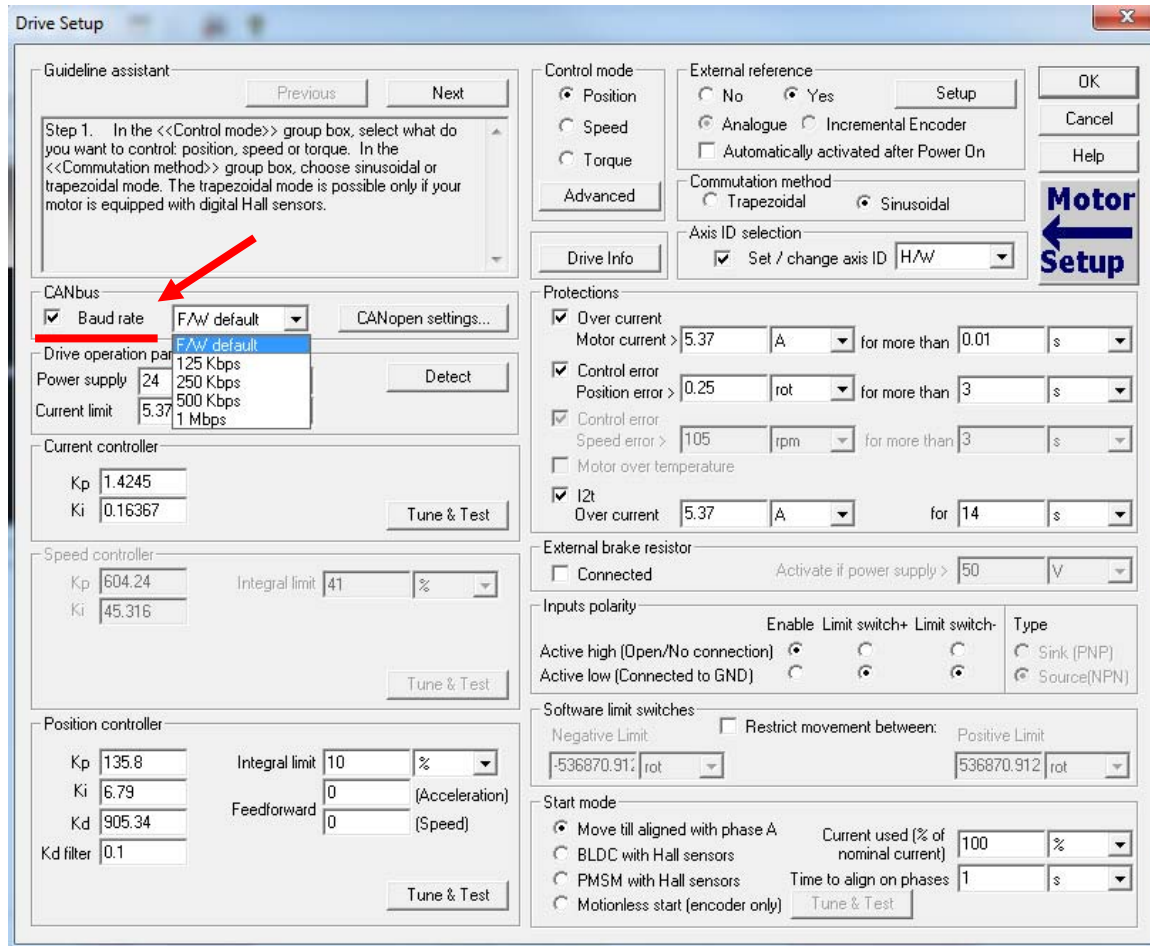 Drive Setup
Guideline assistant
Previous
Next
Step 1. In the <<Control mode>> group box, select what do
you want to control: position, speed or torque. In the
<<Commutation method>> group box, choose sinusoidal or
trapezoidal mode. The trapezoidal mode is possible only if your
motor is equipped with digital Hall sensors.
Control mode
Position
Speed
Torque
Advanced
External reference
No Yes Setup
Analogue Incremental Encoder
Automatically activated after Power On
Commutation method
Trapezoidal Sinusoidal
Drive Info
Axis ID selection
Set / change axis ID H/W
OK
Cancel
Help
Motor
Setup
CANbus
Baud rate F/W default CANopen settings...
F/W default
125 Kbps
250 Kbps
500 Kbps
1 Mbps
Drive operation par
Power supply 24 Detect
Current limit 5.37
Current controller
Kp 1.4245
Ki 0.16367
Tune & Test
Speed controller
Kp 604.24 Integral limit 41 %
Ki 45.316
Tune & Test
Position controller
Kp 135.8 Integral limit 10 %
Ki 6.79 Feedforward 0 (Acceleration)
Kd 905.34 0 (Speed)
Kd filter 0.1
Tune & Test
Protections
Over current
Motor current > 5.37 A for more than 0.01 s
Control error
Position error > 0.25 rot for more than 3 s
Control error
Speed error > 105 rpm for more than 3 s
Motor over temperature
I2t
Over current 5.37 A for 14 s
External brake resistor
Connected Activate if power supply > 50 V
Inputs polarity
Enable Limit switch+ Limit switch- Type
Active high (Open/No connection) Sink (PNP)
Active low (Connected to GND) Source(NPN)
Software limit switches
Restrict movement between:
Negative Limit Positive Limit
-536870.912 rot 536870.912 rot
Start mode
Move till aligned with phase A
BLDC with Hall sensors
PMSM with Hall sensors
Motionless start (encoder only)
Current used (% of
nominal current) 100 %
Time to align on phases 1 s
Tune & Test